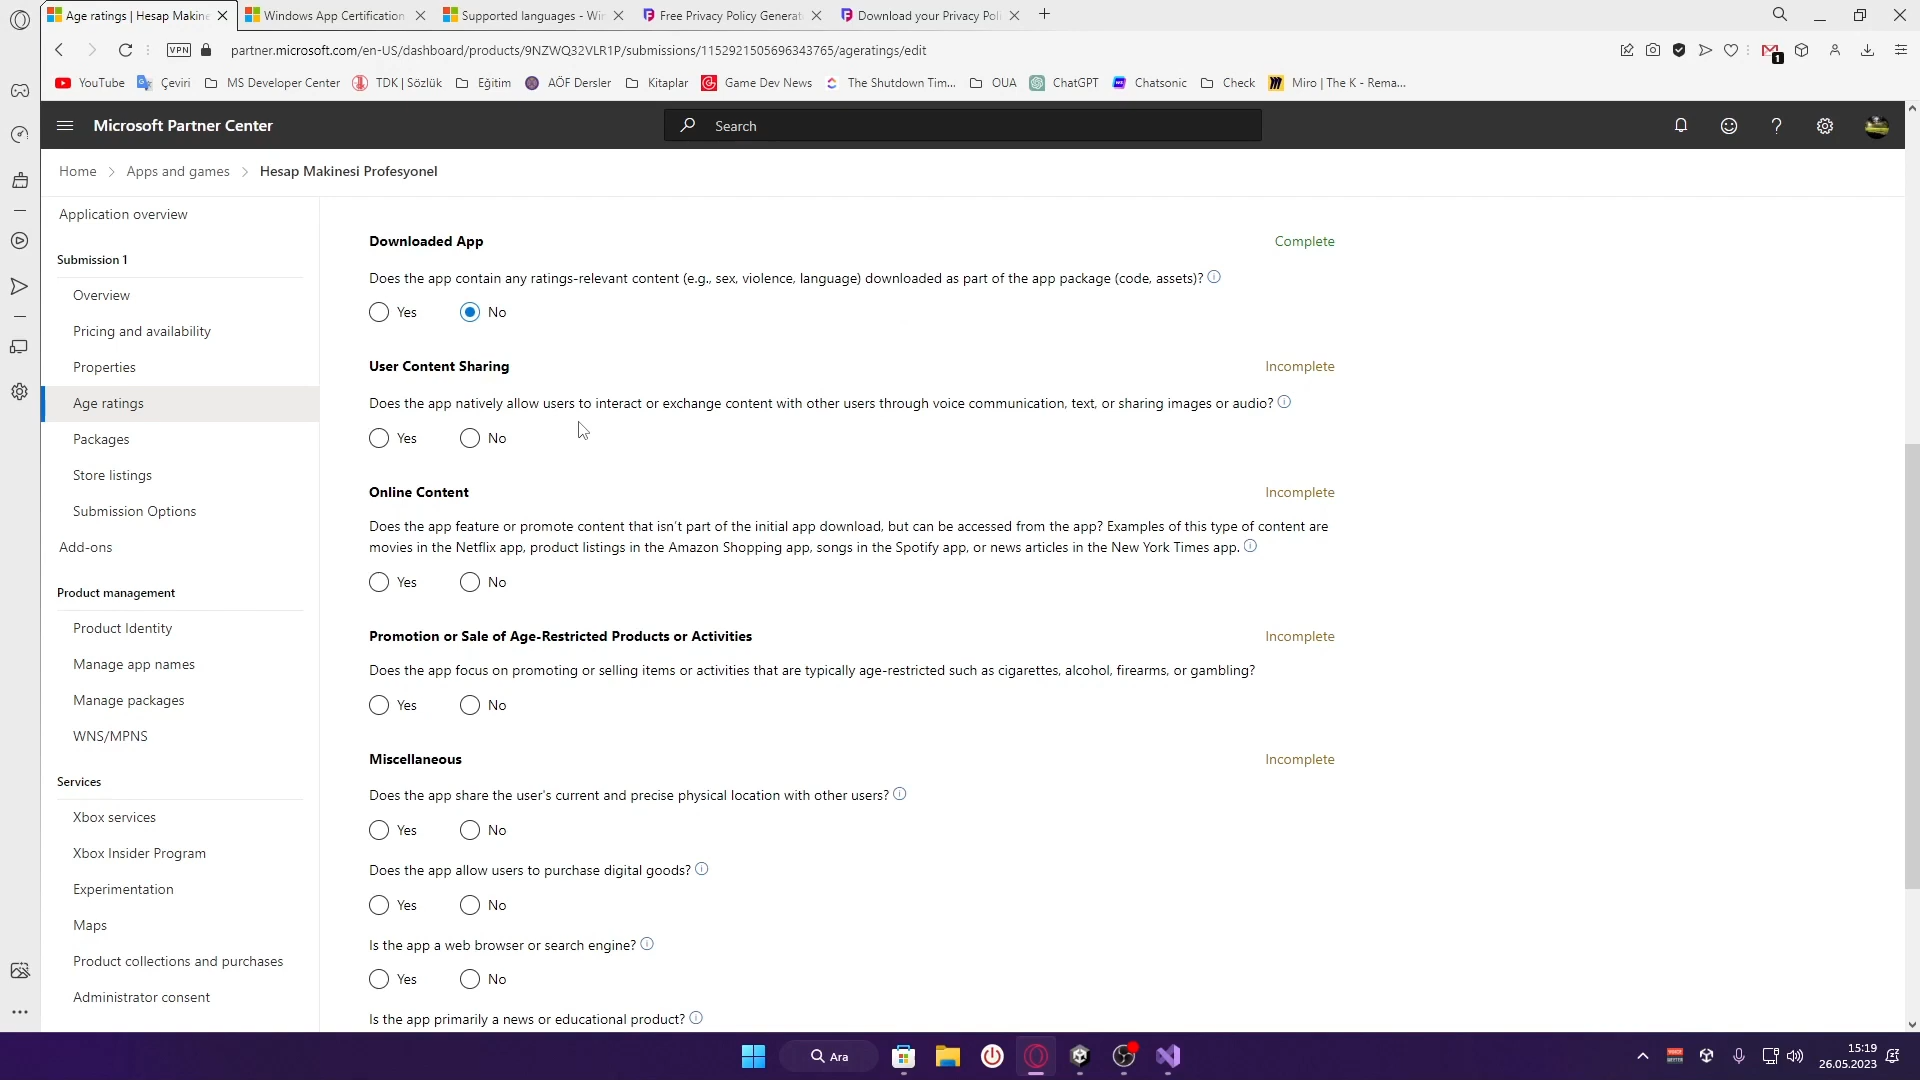 Age ratings | Hesap Makine
Windows App Certification
Supported languages - Win
Free Privacy Policy Generat
Download your Privacy Poli
VPN
partner.microsoft.com/en-US/dashboard/products/9NZWQ32VLR1P/submissions/1152921505696343765/ageratings/edit
1
YouTube
Çeviri
MS Developer Center
TDK | Sözlük
Eğitim
AÖF Dersler
Kitaplar
Game Dev News
The Shutdown Tim...
OUA
ChatGPT
Chatsonic
Check
Miro | The K - Rema...
Microsoft Partner Center
Search
Home
Apps and games
Hesap Makinesi Profesyonel
Application overview
Submission 1
Overview
Pricing and availability
Properties
Age ratings
Packages
Store listings
Submission Options
Add-ons
Product management
Product Identity
Manage app names
Manage packages
WNS/MPNS
Services
Xbox services
Xbox Insider Program
Experimentation
Maps
Product collections and purchases
Administrator consent
Downloaded App
Complete
Does the app contain any ratings-relevant content (e.g., sex, violence, language) downloaded as part of the app package (code, assets)?
Yes
No
User Content Sharing
Incomplete
Does the app natively allow users to interact or exchange content with other users through voice communication, text, or sharing images or audio?
Yes
No
Online Content
Incomplete
Does the app feature or promote content that isn't part of the initial app download, but can be accessed from the app? Examples of this type of content are
movies in the Netflix app, product listings in the Amazon Shopping app, songs in the Spotify app, or news articles in the New York Times app.
Yes
No
Promotion or Sale of Age-Restricted Products or Activities
Incomplete
Does the app focus on promoting or selling items or activities that are typically age-restricted such as cigarettes, alcohol, firearms, or gambling?
Yes
No
Miscellaneous
Incomplete
Does the app share the user's current and precise physical location with other users?
Yes
No
Does the app allow users to purchase digital goods?
Yes
No
Is the app a web browser or search engine?
Yes
No
Is the app primarily a news or educational product?
Ara
15:19
26.05.2023